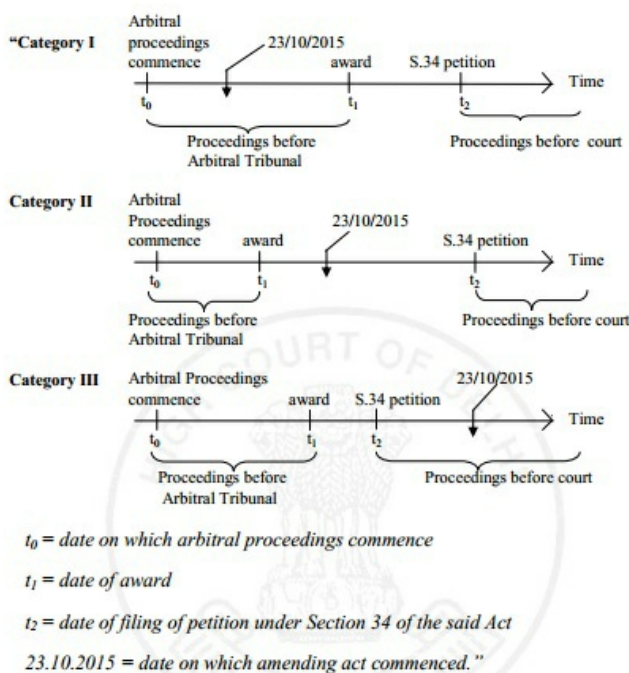 “Category I
Arbitral
proceedings
commence
23/10/2015
award
S.34 petition
Time
t0
t1
t2
Proceedings before
Arbitral Tribunal
Proceedings before court
Category II
Arbitral
Proceedings
commence
award
23/10/2015
S.34 petition
Time
t0
t1
t2
Proceedings before
Arbitral Tribunal
Proceedings before court
Category III
Arbitral Proceedings
commence
award
S.34 petition
23/10/2015
Time
t0
t1
t2
Proceedings before
Arbitral Tribunal
Proceedings before court
t0 = date on which arbitral proceedings commence
t1 = date of award
t2 = date of filing of petition under Section 34 of the said Act
23.10.2015 = date on which amending act commenced.”
HIGH COURT OF DELHI